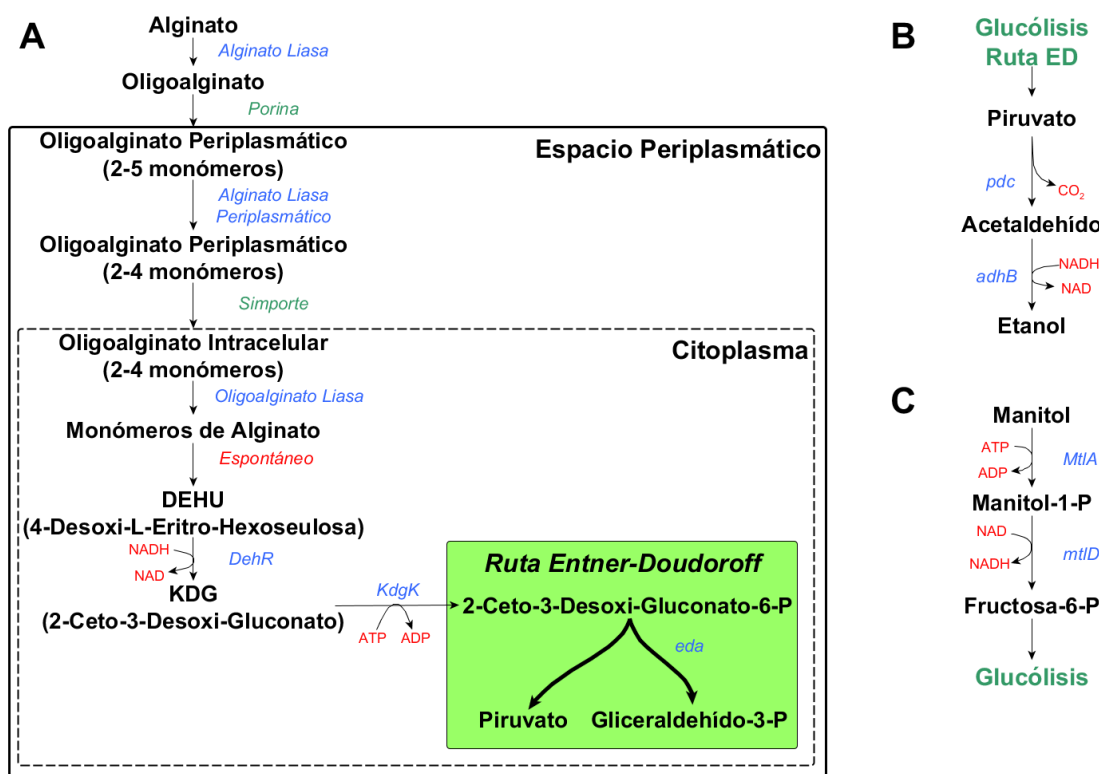 A
Alginato
Alginato Liasa
Oligoalginato
Porina
Espacio Periplasmático
Oligoalginato Periplasmático
(2-5 monómeros)
Alginato Liasa
Periplasmático
Oligoalginato Periplasmático
(2-4 monómeros)
Simporte
Citoplasma
Oligoalginato Intracelular
(2-4 monómeros)
Oligoalginato Liasa
Monómeros de Alginato
Espontáneo
DEHU
(4-Desoxi-L-Eritro-Hexoseulosa)
NADH
DehR
NAD
KDG
(2-Ceto-3-Desoxi-Gluconato)
KdgK
ATP
ADP
Ruta Entner-Doudoroff
2-Ceto-3-Desoxi-Gluconato-6-P
eda
Piruvato
Gliceraldehído-3-P
B
Glucólisis
Ruta ED
Piruvato
pdc
CO₂
Acetaldehído
NADH
adhB
NAD
Etanol
C
Manitol
ATP
MtlA
ADP
Manitol-1-P
NAD
mtlD
NADH
Fructosa-6-P
Glucólisis